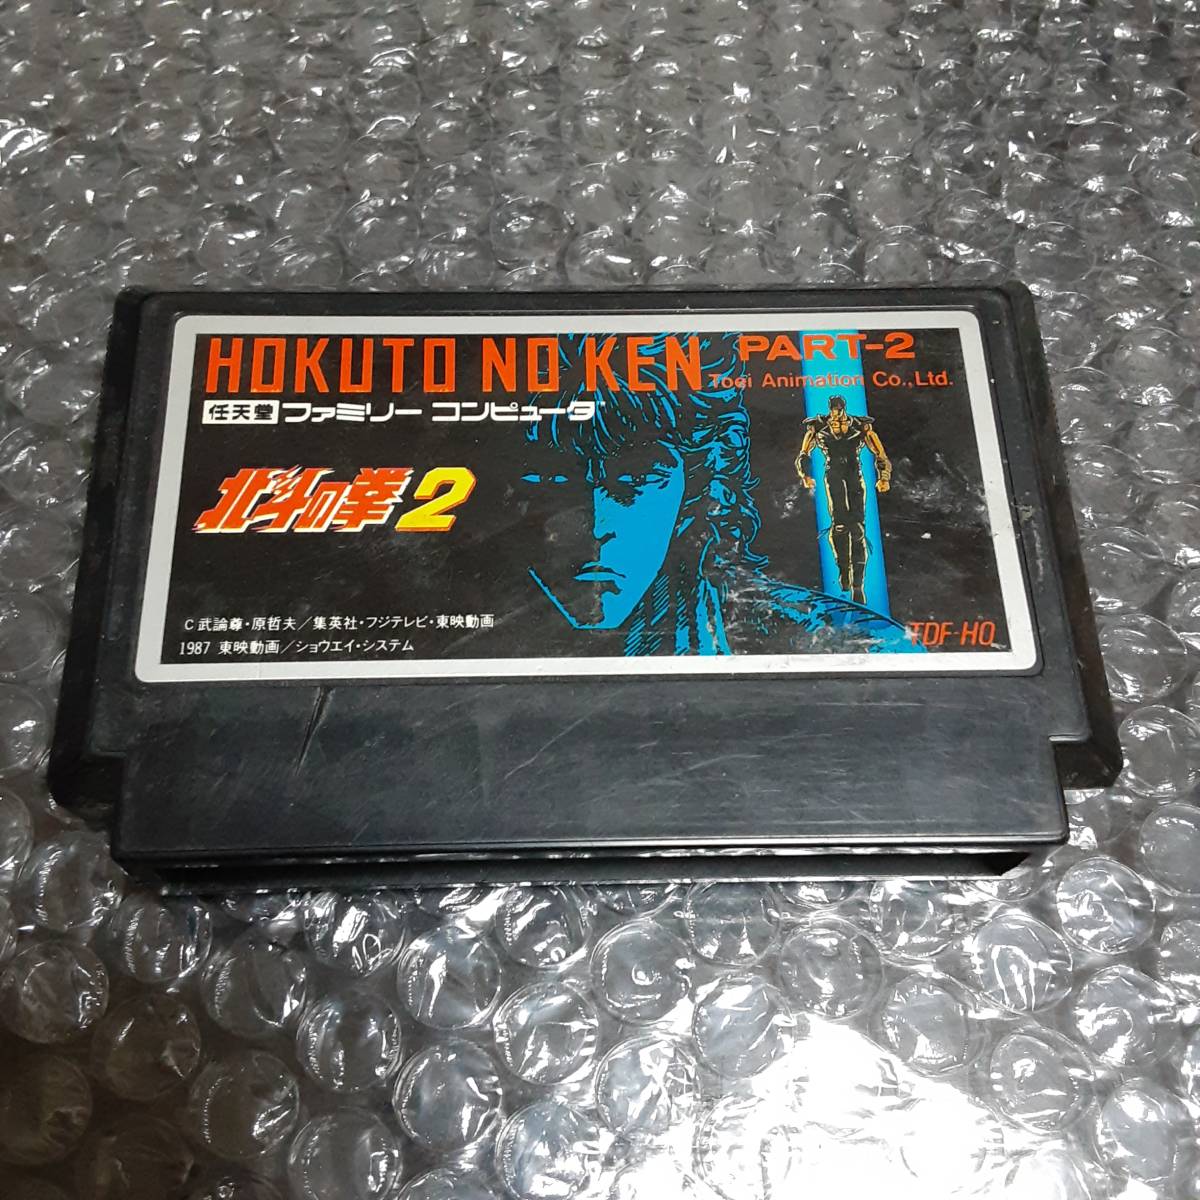 HOKUTO NO KEN PART-2
Toei Animation Co.,Ltd.
任天堂 ファミリー コンピュータ
北斗の拳2
C 武論尊・原哲夫/集英社・フジテレビ・東映動画
1987 東映動画/ショウエイ・システム
TDF-HO